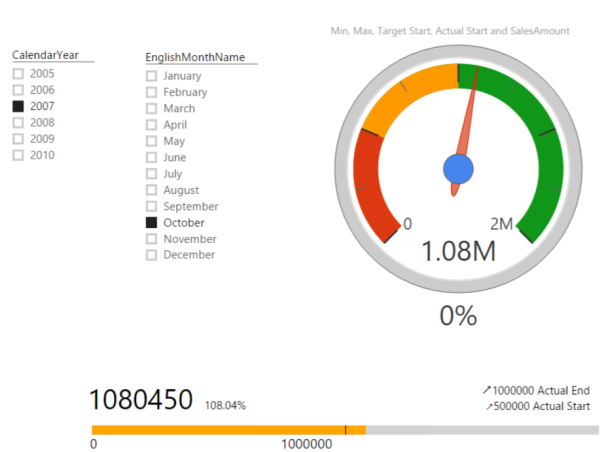 Min, Max, Target Start, Actual Start and SalesAmount
CalendarYear
2005
2006
2007
2008
2009
2010
EnglishMonthName
January
February
March
April
May
June
July
August
September
October
November
December
0
2M
1.08M
0%
1080450 108.04%
1000000 Actual End
500000 Actual Start
0
1000000